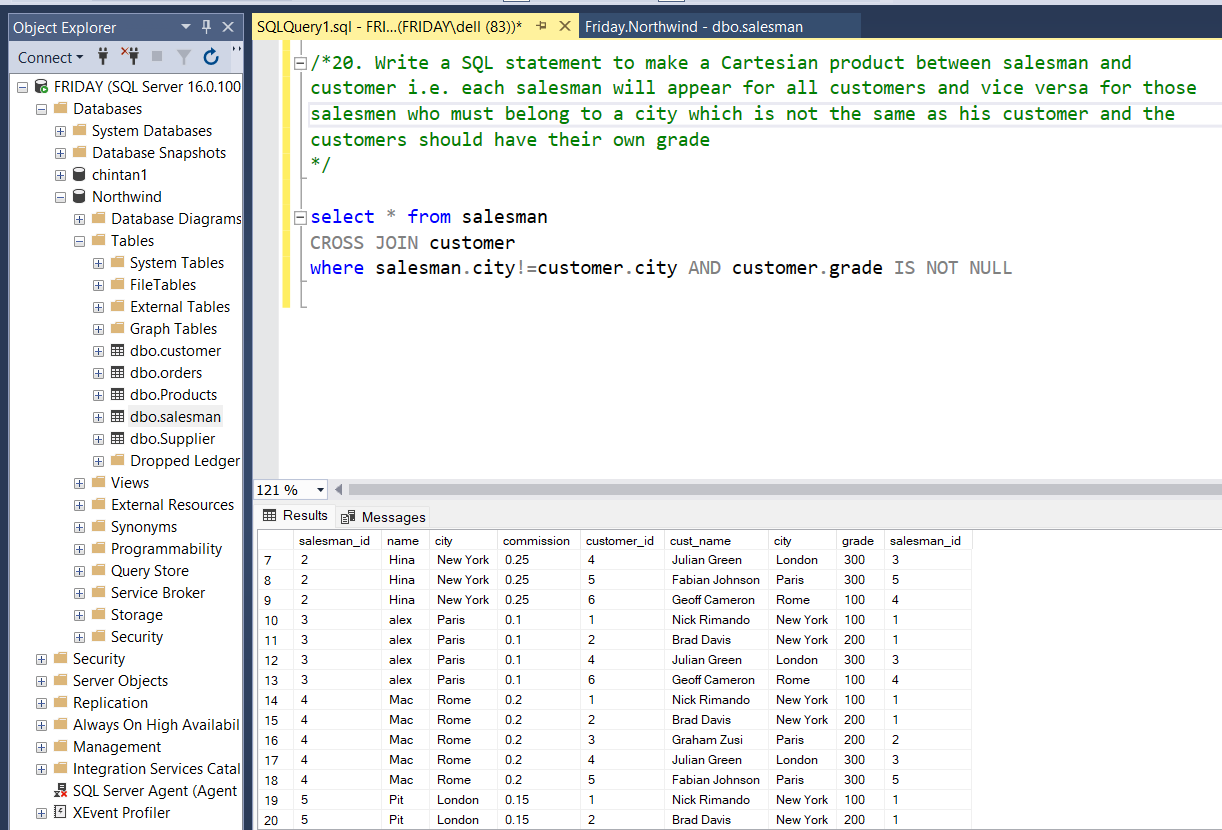 Object Explorer
Connect
FRIDAY (SQL Server 16.0.100
Databases
System Databases
Database Snapshots
chintan1
Northwind
Database Diagrams
Tables
System Tables
FileTables
External Tables
Graph Tables
dbo.customer
dbo.orders
dbo.Products
dbo.salesman
dbo.Supplier
Dropped Ledger
Views
External Resources
Synonyms
Programmability
Query Store
Service Broker
Storage
Security
Security
Server Objects
Replication
Always On High Availabil
Management
Integration Services Catal
SQL Server Agent (Agent
XEvent Profiler
SQLQuery1.sql - FRI...(FRIDAY\dell (83))* Friday.Northwind - dbo.salesman
/*20. Write a SQL statement to make a Cartesian product between salesman and
customer i.e. each salesman will appear for all customers and vice versa for those
salesmen who must belong to a city which is not the same as his customer and the
customers should have their own grade
*/
select * from salesman
CROSS JOIN customer
where salesman.city!=customer.city AND customer.grade IS NOT NULL
121 %
Results Messages
salesman_id name city commission customer_id cust_name city grade salesman_id
7 2 Hina New York 0.25 4 Julian Green London 300 3
8 2 Hina New York 0.25 5 Fabian Johnson Paris 300 5
9 2 Hina New York 0.25 6 Geoff Cameron Rome 100 4
10 3 alex Paris 0.1 1 Nick Rimando New York 100 1
11 3 alex Paris 0.1 2 Brad Davis New York 200 1
12 3 alex Paris 0.1 4 Julian Green London 300 3
13 3 alex Paris 0.1 6 Geoff Cameron Rome 100 4
14 4 Mac Rome 0.2 1 Nick Rimando New York 100 1
15 4 Mac Rome 0.2 2 Brad Davis New York 200 1
16 4 Mac Rome 0.2 3 Graham Zusi Paris 200 2
17 4 Mac Rome 0.2 4 Julian Green London 300 3
18 4 Mac Rome 0.2 5 Fabian Johnson Paris 300 5
19 5 Pit London 0.15 1 Nick Rimando New York 100 1
20 5 Pit London 0.15 2 Brad Davis New York 200 1